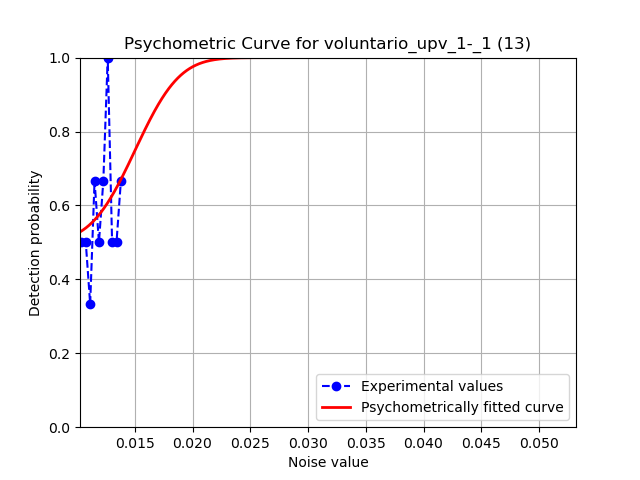 Psychometric Curve for voluntario_upv_1-_1 (13)
1.0
0.8
0.6
0.4
0.2
0.0
Detection probability
Experimental values
Psychometrically fitted curve
0.015 0.020 0.025 0.030 0.035 0.040 0.045 0.050
Noise value